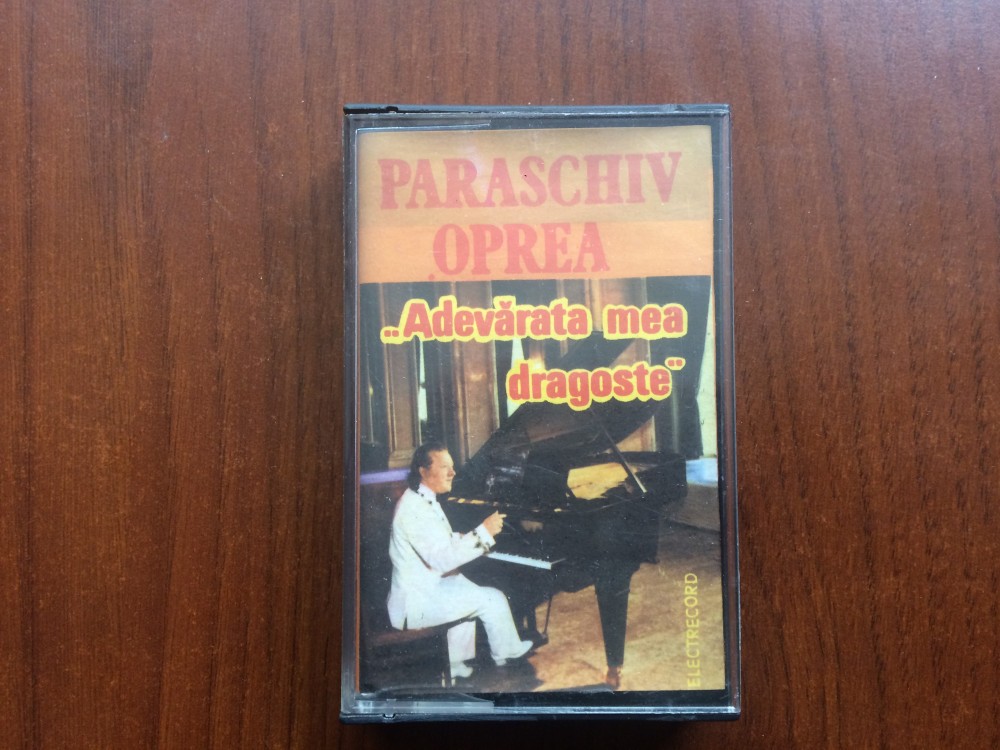 PARASCHIV
OPREA
„Adevărata mea
dragoste"
ELECTRECORD